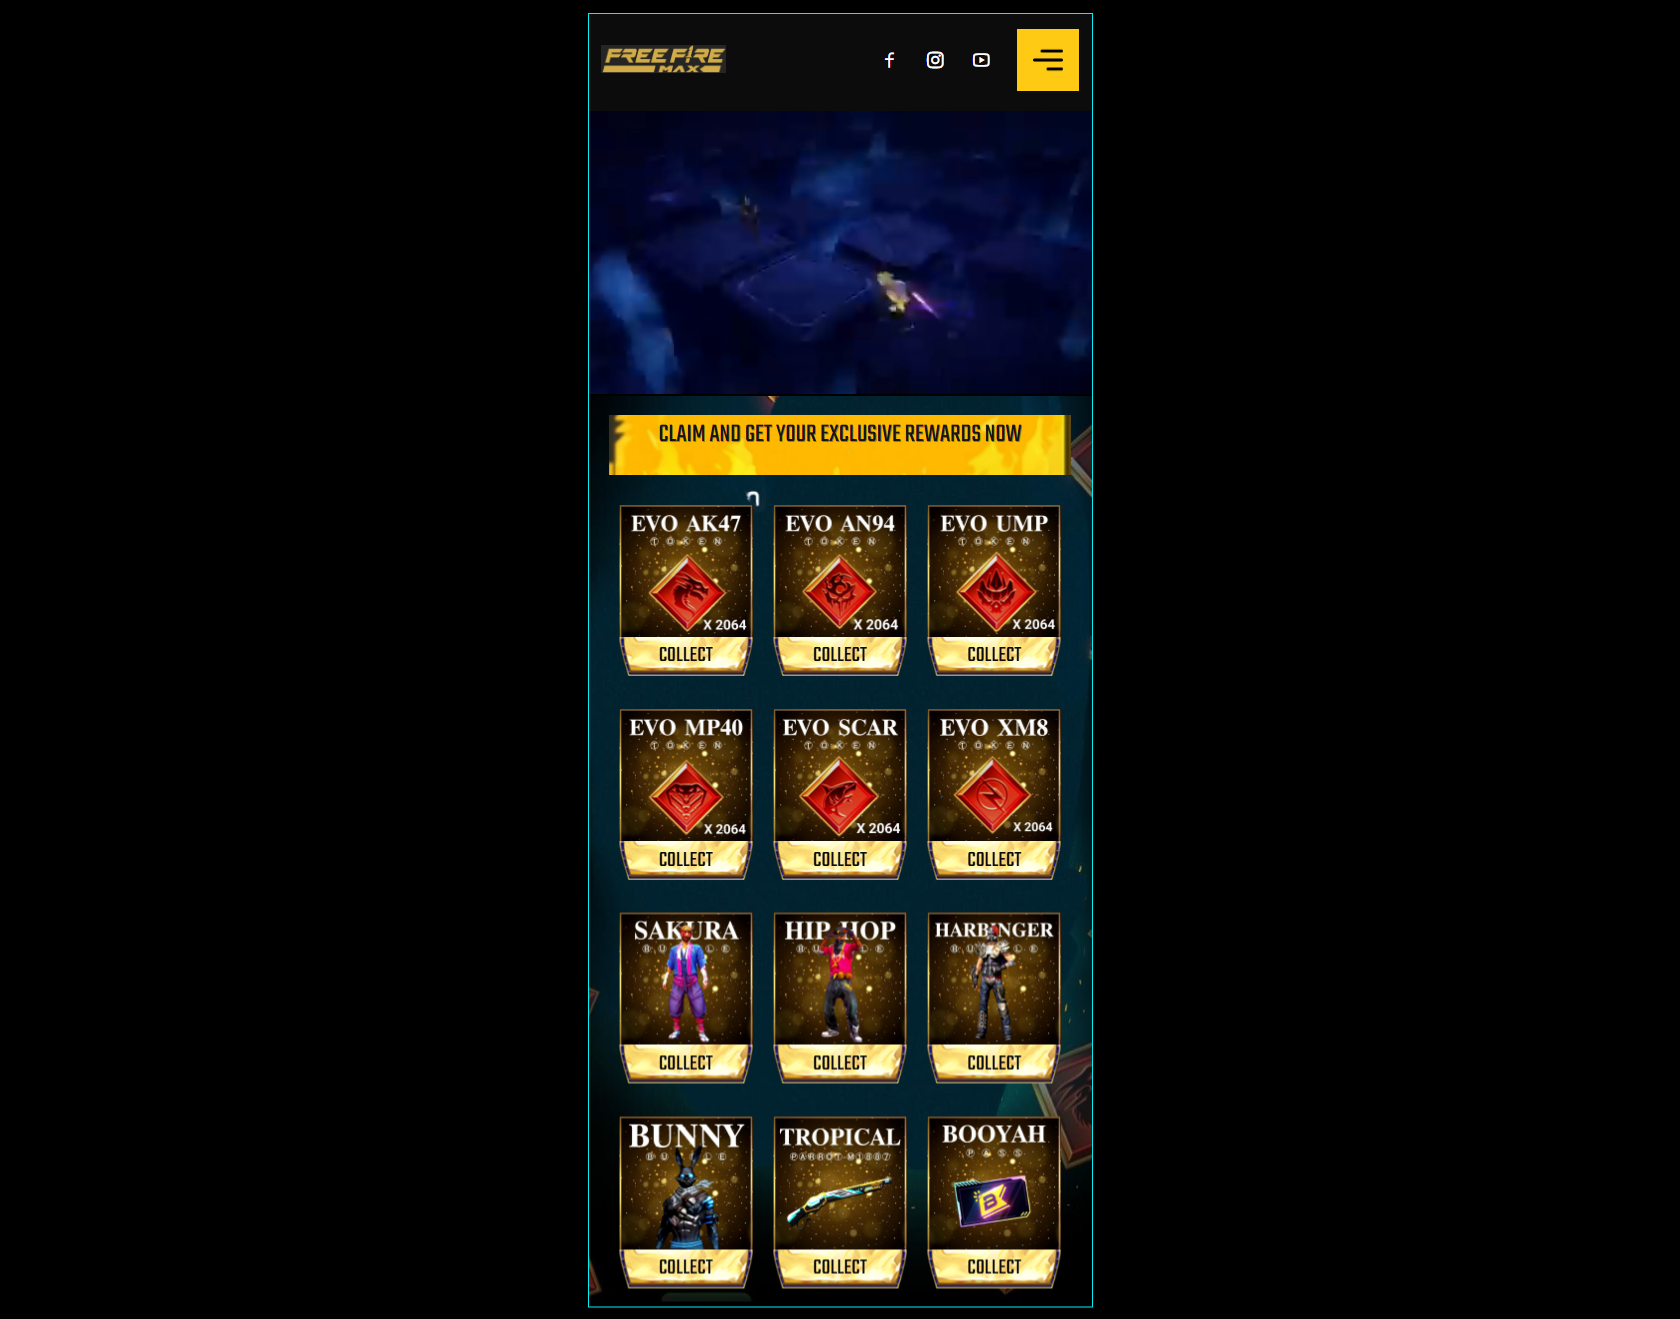 FREE FIRE
MAX
CLAIM AND GET YOUR EXCLUSIVE REWARDS NOW
EVO AK47
TOKEN
X 2064
COLLECT
EVO AN94
TOKEN
X 2064
COLLECT
EVO UMP
TOKEN
X 2064
COLLECT
EVO MP40
TOKEN
X 2064
COLLECT
EVO SCAR
TOKEN
X 2064
COLLECT
EVO XM8
TOKEN
X 2064
COLLECT
SAKURA
BUNDLE
COLLECT
HIP HOP
BUNDLE
COLLECT
HARBINGER
BUNDLE
COLLECT
BUNNY
BUNDLE
COLLECT
TROPICAL
PARROT M1887
COLLECT
BOOYAH
PASS
COLLECT